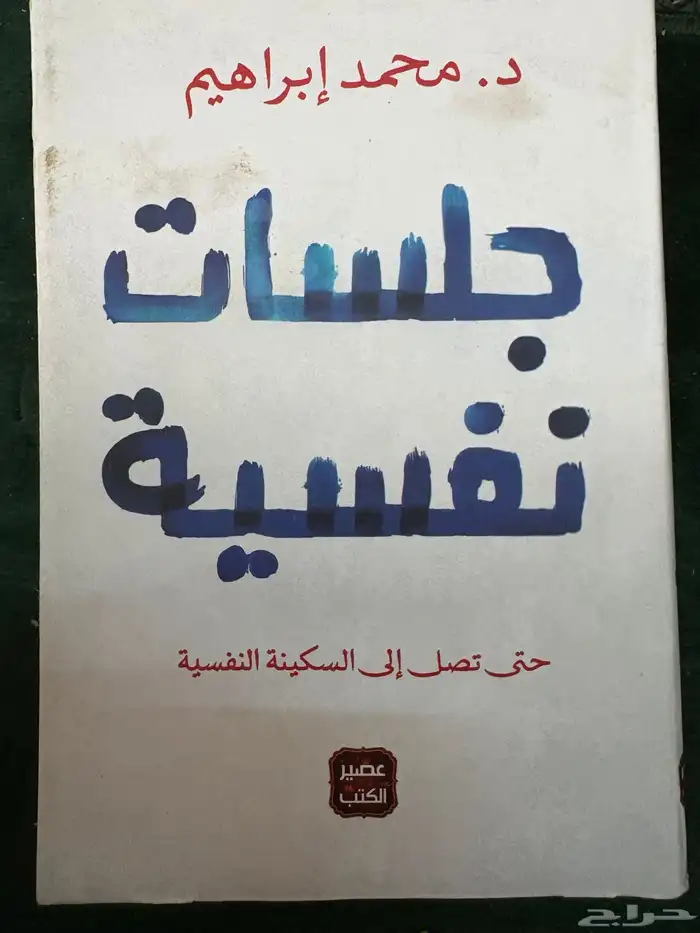 د. محمد إبراهيم
جلسات
نفسية
حتى تصل إلى السكينة النفسية
عصير
الكتب
حراج